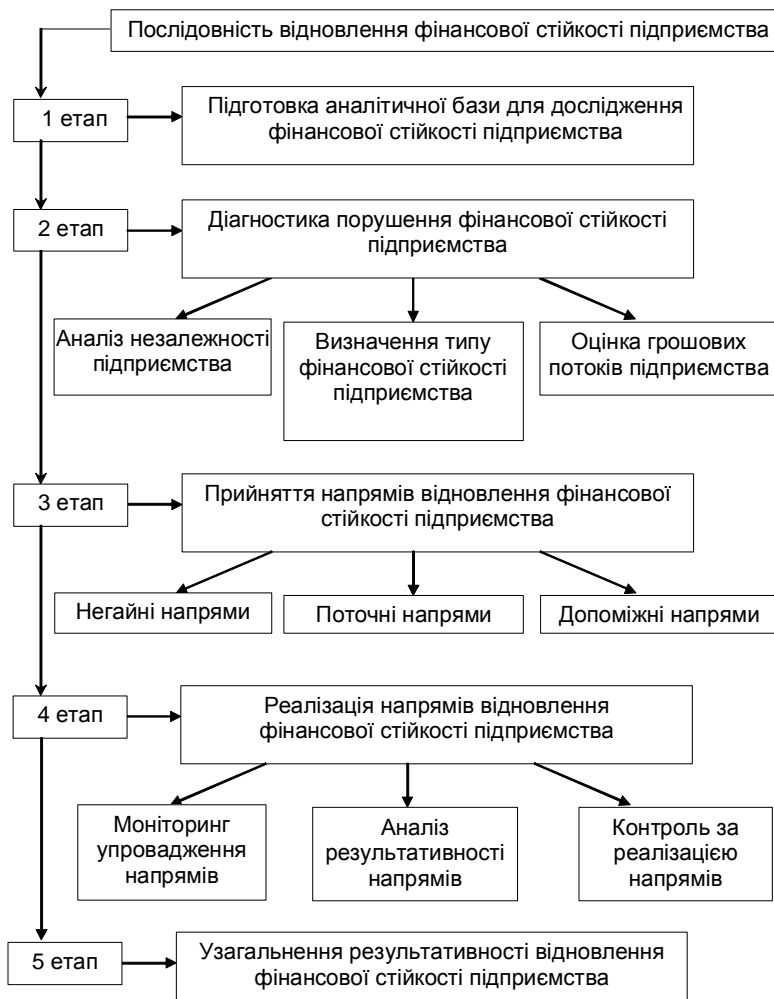 Послідовність відновлення фінансової стійкості підприємства
1 етап
Підготовка аналітичної бази для дослідження
фінансової стійкості підприємства
2 етап
Діагностика порушення фінансової стійкості
підприємства
Аналіз незалежності
підприємства
Визначення типу
фінансової стійкості
підприємства
Оцінка грошових
потоків підприємства
3 етап
Прийняття напрямів відновлення фінансової
стійкості підприємства
Негайні напрями
Поточні напрями
Допоміжні напрями
4 етап
Реалізація напрямів відновлення
фінансової стійкості підприємства
Моніторинг
упровадження
напрямів
Аналіз
результативності
напрямів
Контроль за
реалізацією
напрямів
5 етап
Узагальнення результативності відновлення
фінансової стійкості підприємства